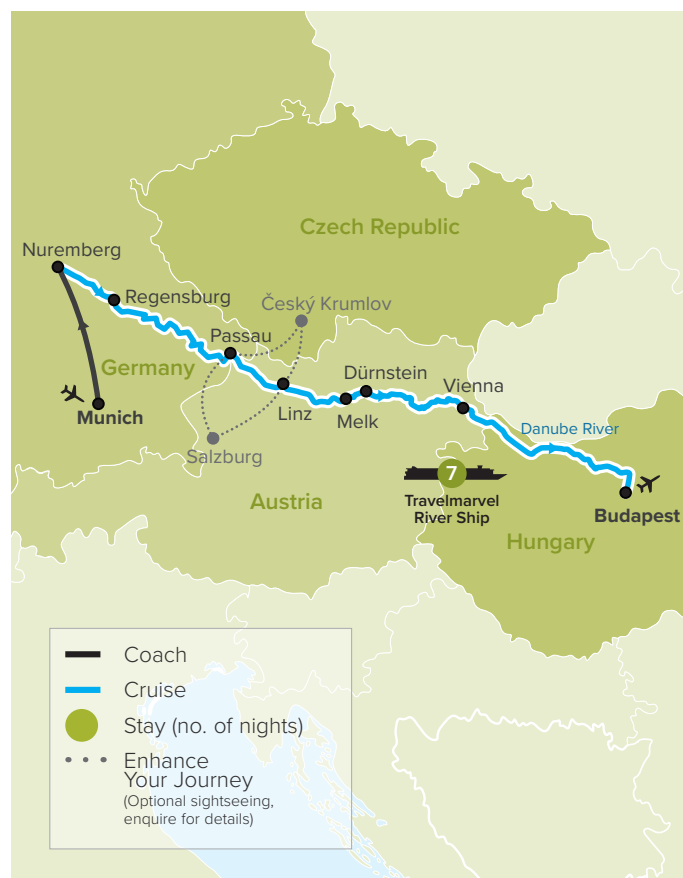 Czech Republic
Nuremberg
Regensburg
Český Krumlov
Passau
Germany
Dürnstein
Vienna
Munich
Linz
Melk
Danube River
Salzburg
7
Austria
Travelmarvel
River Ship
Budapest
Hungary
Coach
Cruise
Stay (no. of nights)
Enhance
Your Journey
(Optional sightseeing,
enquire for details)